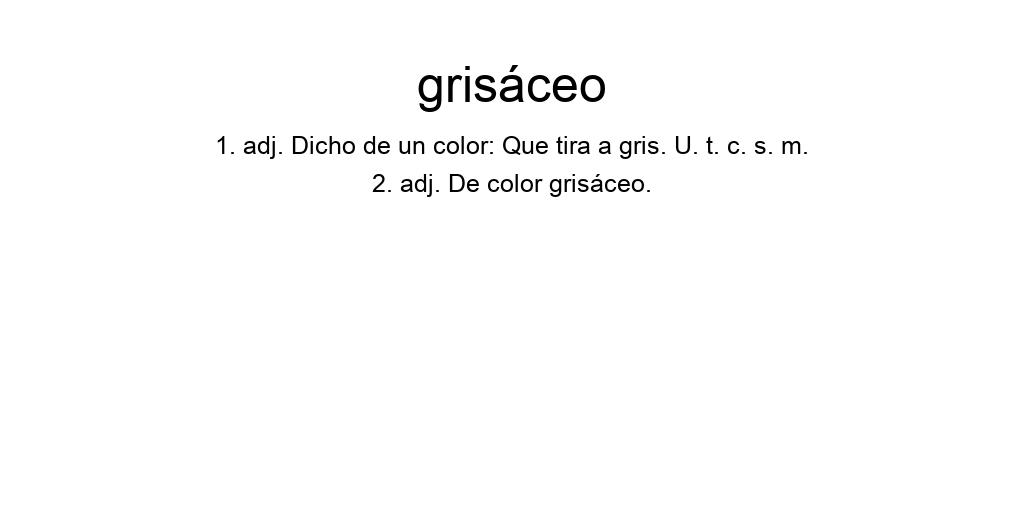 grisáceo
1. adj. Dicho de un color: Que tira a gris. U. t. c. s. m.
2. adj. De color grisáceo.